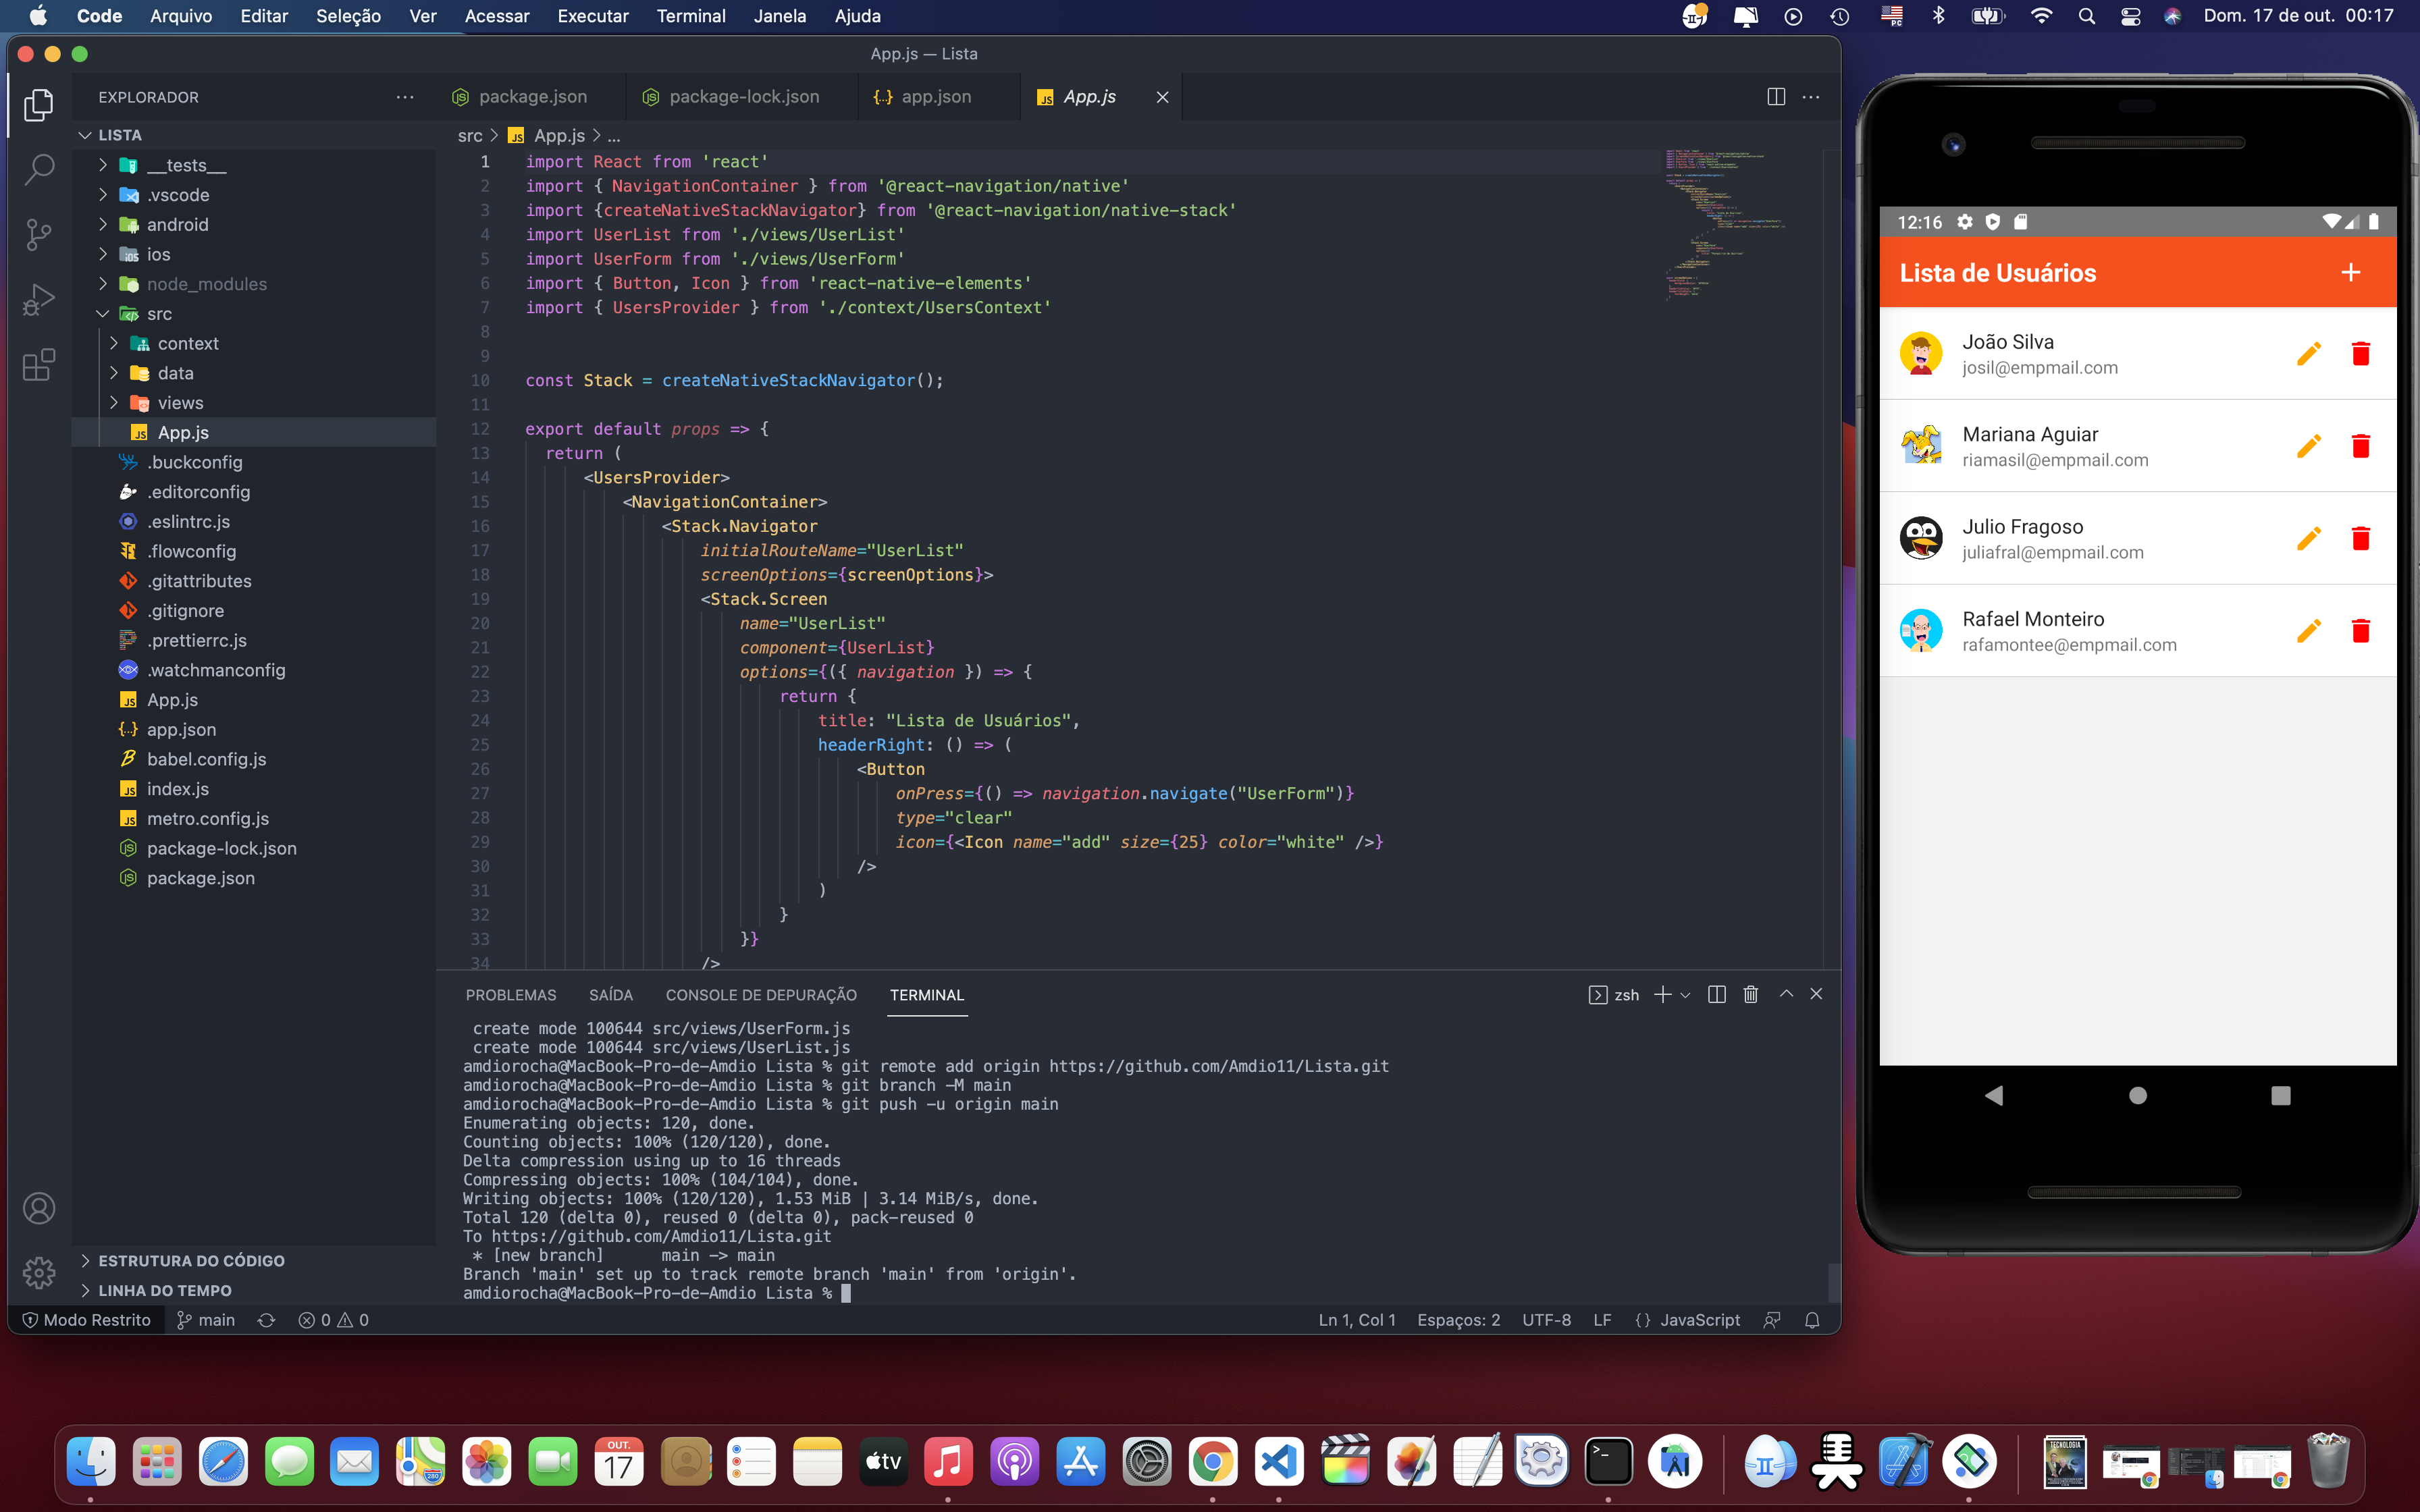 Code Arquivo Editar Seleção Ver Acessar Executar Terminal Janela Ajuda Dom. 17 de out. 00:17
App.js — Lista
EXPLORADOR
package.json package-lock.json app.json App.js
LISTA
src > App.js > ...
__tests__
.vscode
android
ios
node_modules
src
context
data
views
App.js
.buckconfig
.editorconfig
.eslintrc.js
.flowconfig
.gitattributes
.gitignore
.prettierrc.js
.watchmanconfig
App.js
app.json
babel.config.js
index.js
metro.config.js
package-lock.json
package.json
ESTRUTURA DO CÓDIGO
LINHA DO TEMPO
1 import React from 'react'
2 import { NavigationContainer } from '@react-navigation/native'
3 import {createNativeStackNavigator} from '@react-navigation/native-stack'
4 import UserList from './views/UserList'
5 import UserForm from './views/UserForm'
6 import { Button, Icon } from 'react-native-elements'
7 import { UsersProvider } from './context/UsersContext'
8
9
10 const Stack = createNativeStackNavigator();
11
12 export default props => {
13 return (
14 <UsersProvider>
15 <NavigationContainer>
16 <Stack.Navigator
17 initialRouteName="UserList"
18 screenOptions={screenOptions}>
19 <Stack.Screen
20 name="UserList"
21 component={UserList}
22 options={({ navigation }) => {
23 return {
24 title: "Lista de Usuários",
25 headerRight: () => (
26 <Button
27 onPress={() => navigation.navigate("UserForm")}
28 type="clear"
29 icon={<Icon name="add" size={25} color="white" />}
30 />
31 )
32 }
33 }}
34 />
PROBLEMAS SAÍDA CONSOLE DE DEPURAÇÃO TERMINAL zsh
create mode 100644 src/views/UserForm.js
create mode 100644 src/views/UserList.js
amdiorocha@MacBook-Pro-de-Amdio Lista % git remote add origin https://github.com/Amdio11/Lista.git
amdiorocha@MacBook-Pro-de-Amdio Lista % git branch -M main
amdiorocha@MacBook-Pro-de-Amdio Lista % git push -u origin main
Enumerating objects: 120, done.
Counting objects: 100% (120/120), done.
Delta compression using up to 16 threads
Compressing objects: 100% (104/104), done.
Writing objects: 100% (120/120), 1.53 MiB | 3.14 MiB/s, done.
Total 120 (delta 0), reused 0 (delta 0), pack-reused 0
To https://github.com/Amdio11/Lista.git
* [new branch] main -> main
Branch 'main' set up to track remote branch 'main' from 'origin'.
amdiorocha@MacBook-Pro-de-Amdio Lista %
Modo Restrito main 0 0 Ln 1, Col 1 Espaços: 2 UTF-8 LF {} JavaScript
12:16
Lista de Usuários +
João Silva
josil@empmail.com
Mariana Aguiar
riamasil@empmail.com
Julio Fragoso
juliafral@empmail.com
Rafael Monteiro
rafamontee@empmail.com
OUT.
17
tv
TECNOLOGIA